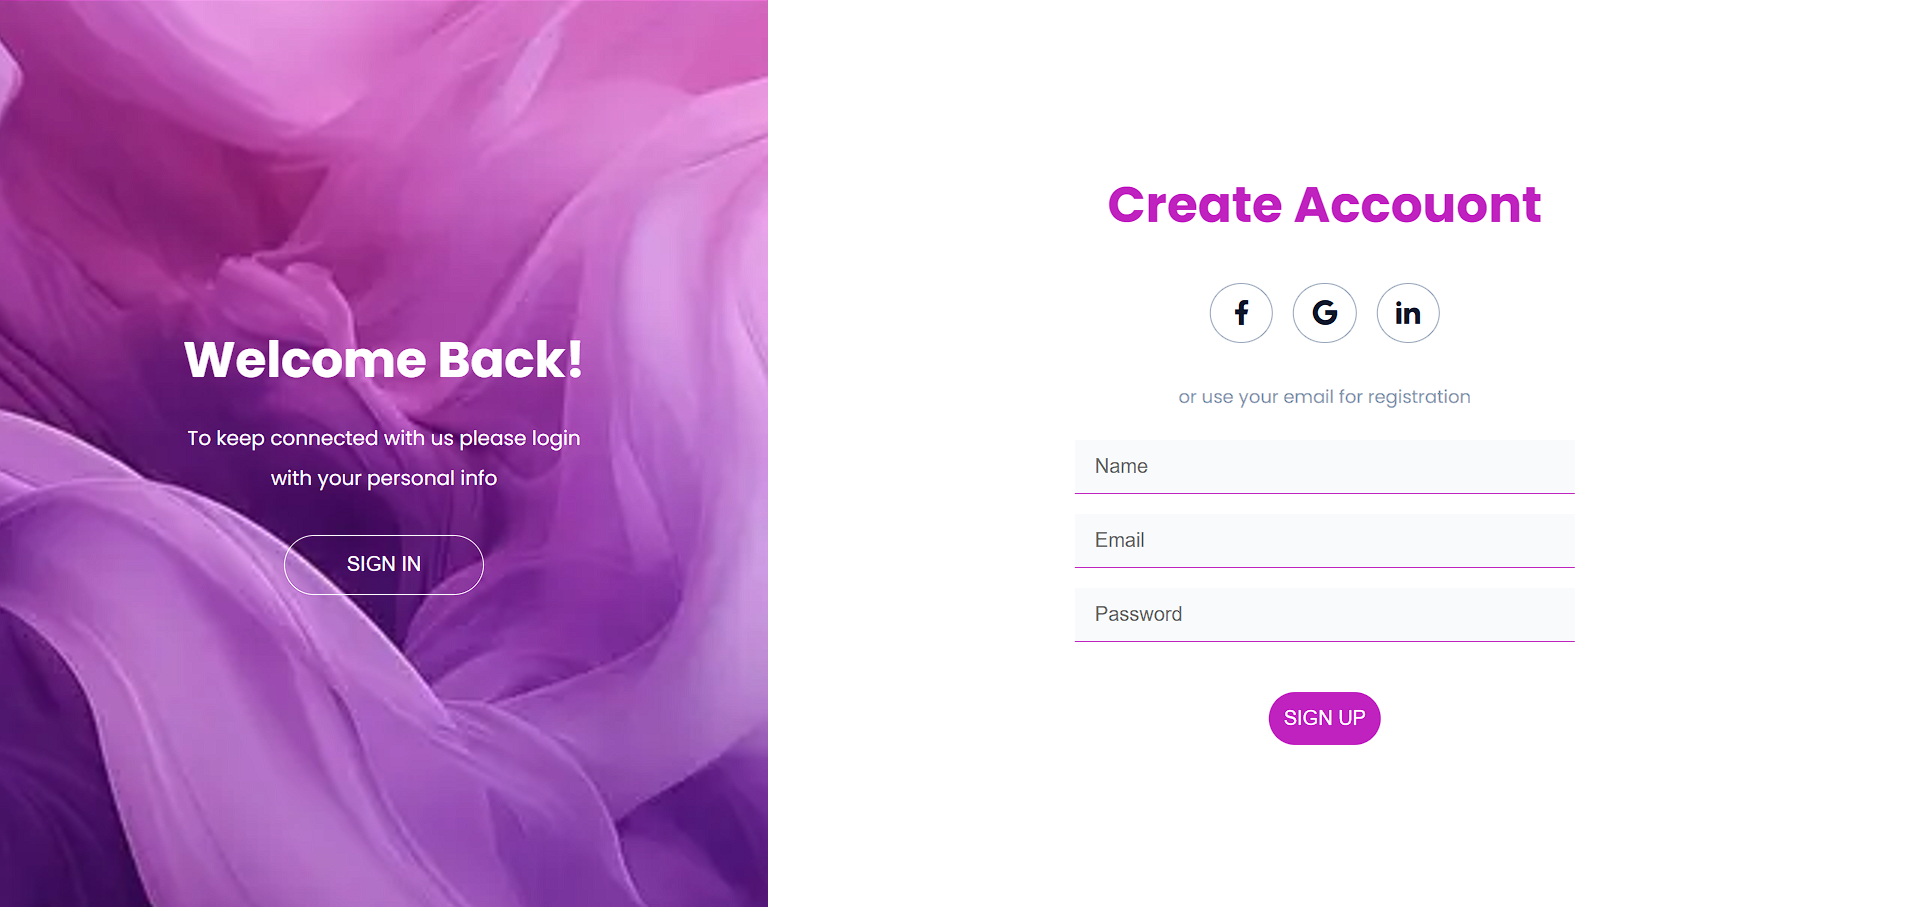 Welcome Back!
To keep connected with us please login
with your personal info
SIGN IN
Create Accouont
f
G
in
or use your email for registration
Name
Email
Password
SIGN UP